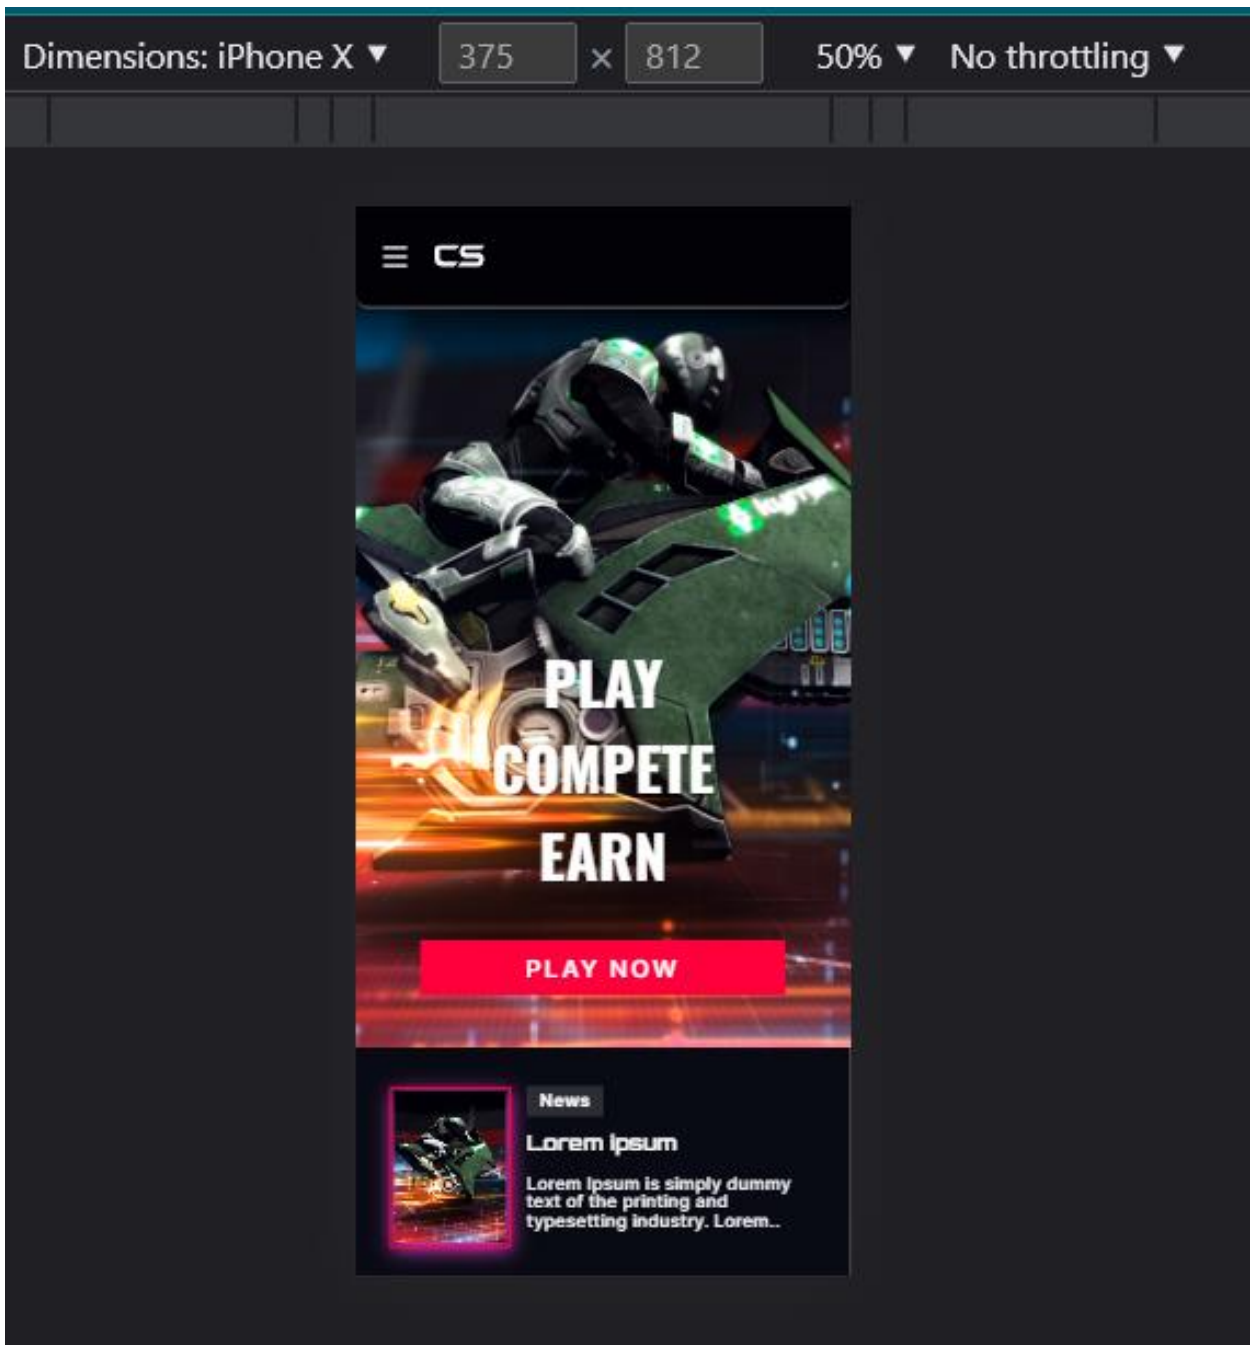 Dimensions: iPhone X ▼ 375 × 812 50% ▼ No throttling ▼
CS
PLAY
COMPETE
EARN
PLAY NOW
News
Lorem ipsum
Lorem Ipsum is simply dummy
text of the printing and
typesetting industry. Lorem..